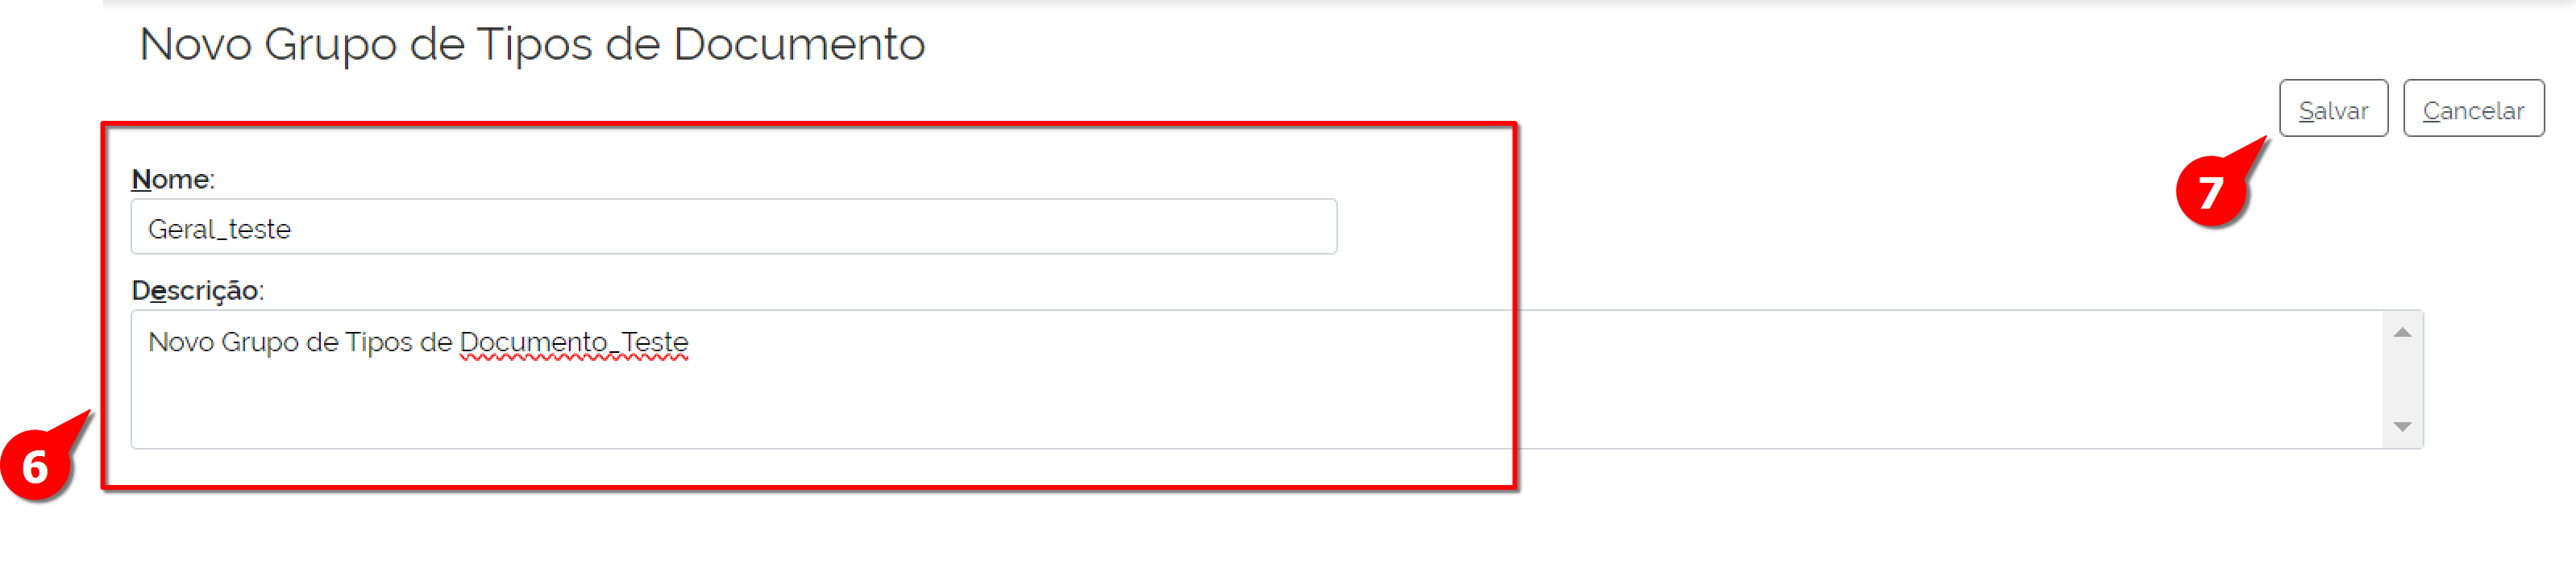 Novo Grupo de Tipos de Documento
Salvar Cancelar
7
Nome:
Geral_teste
Descrição:
Novo Grupo de Tipos de Documento_Teste
6